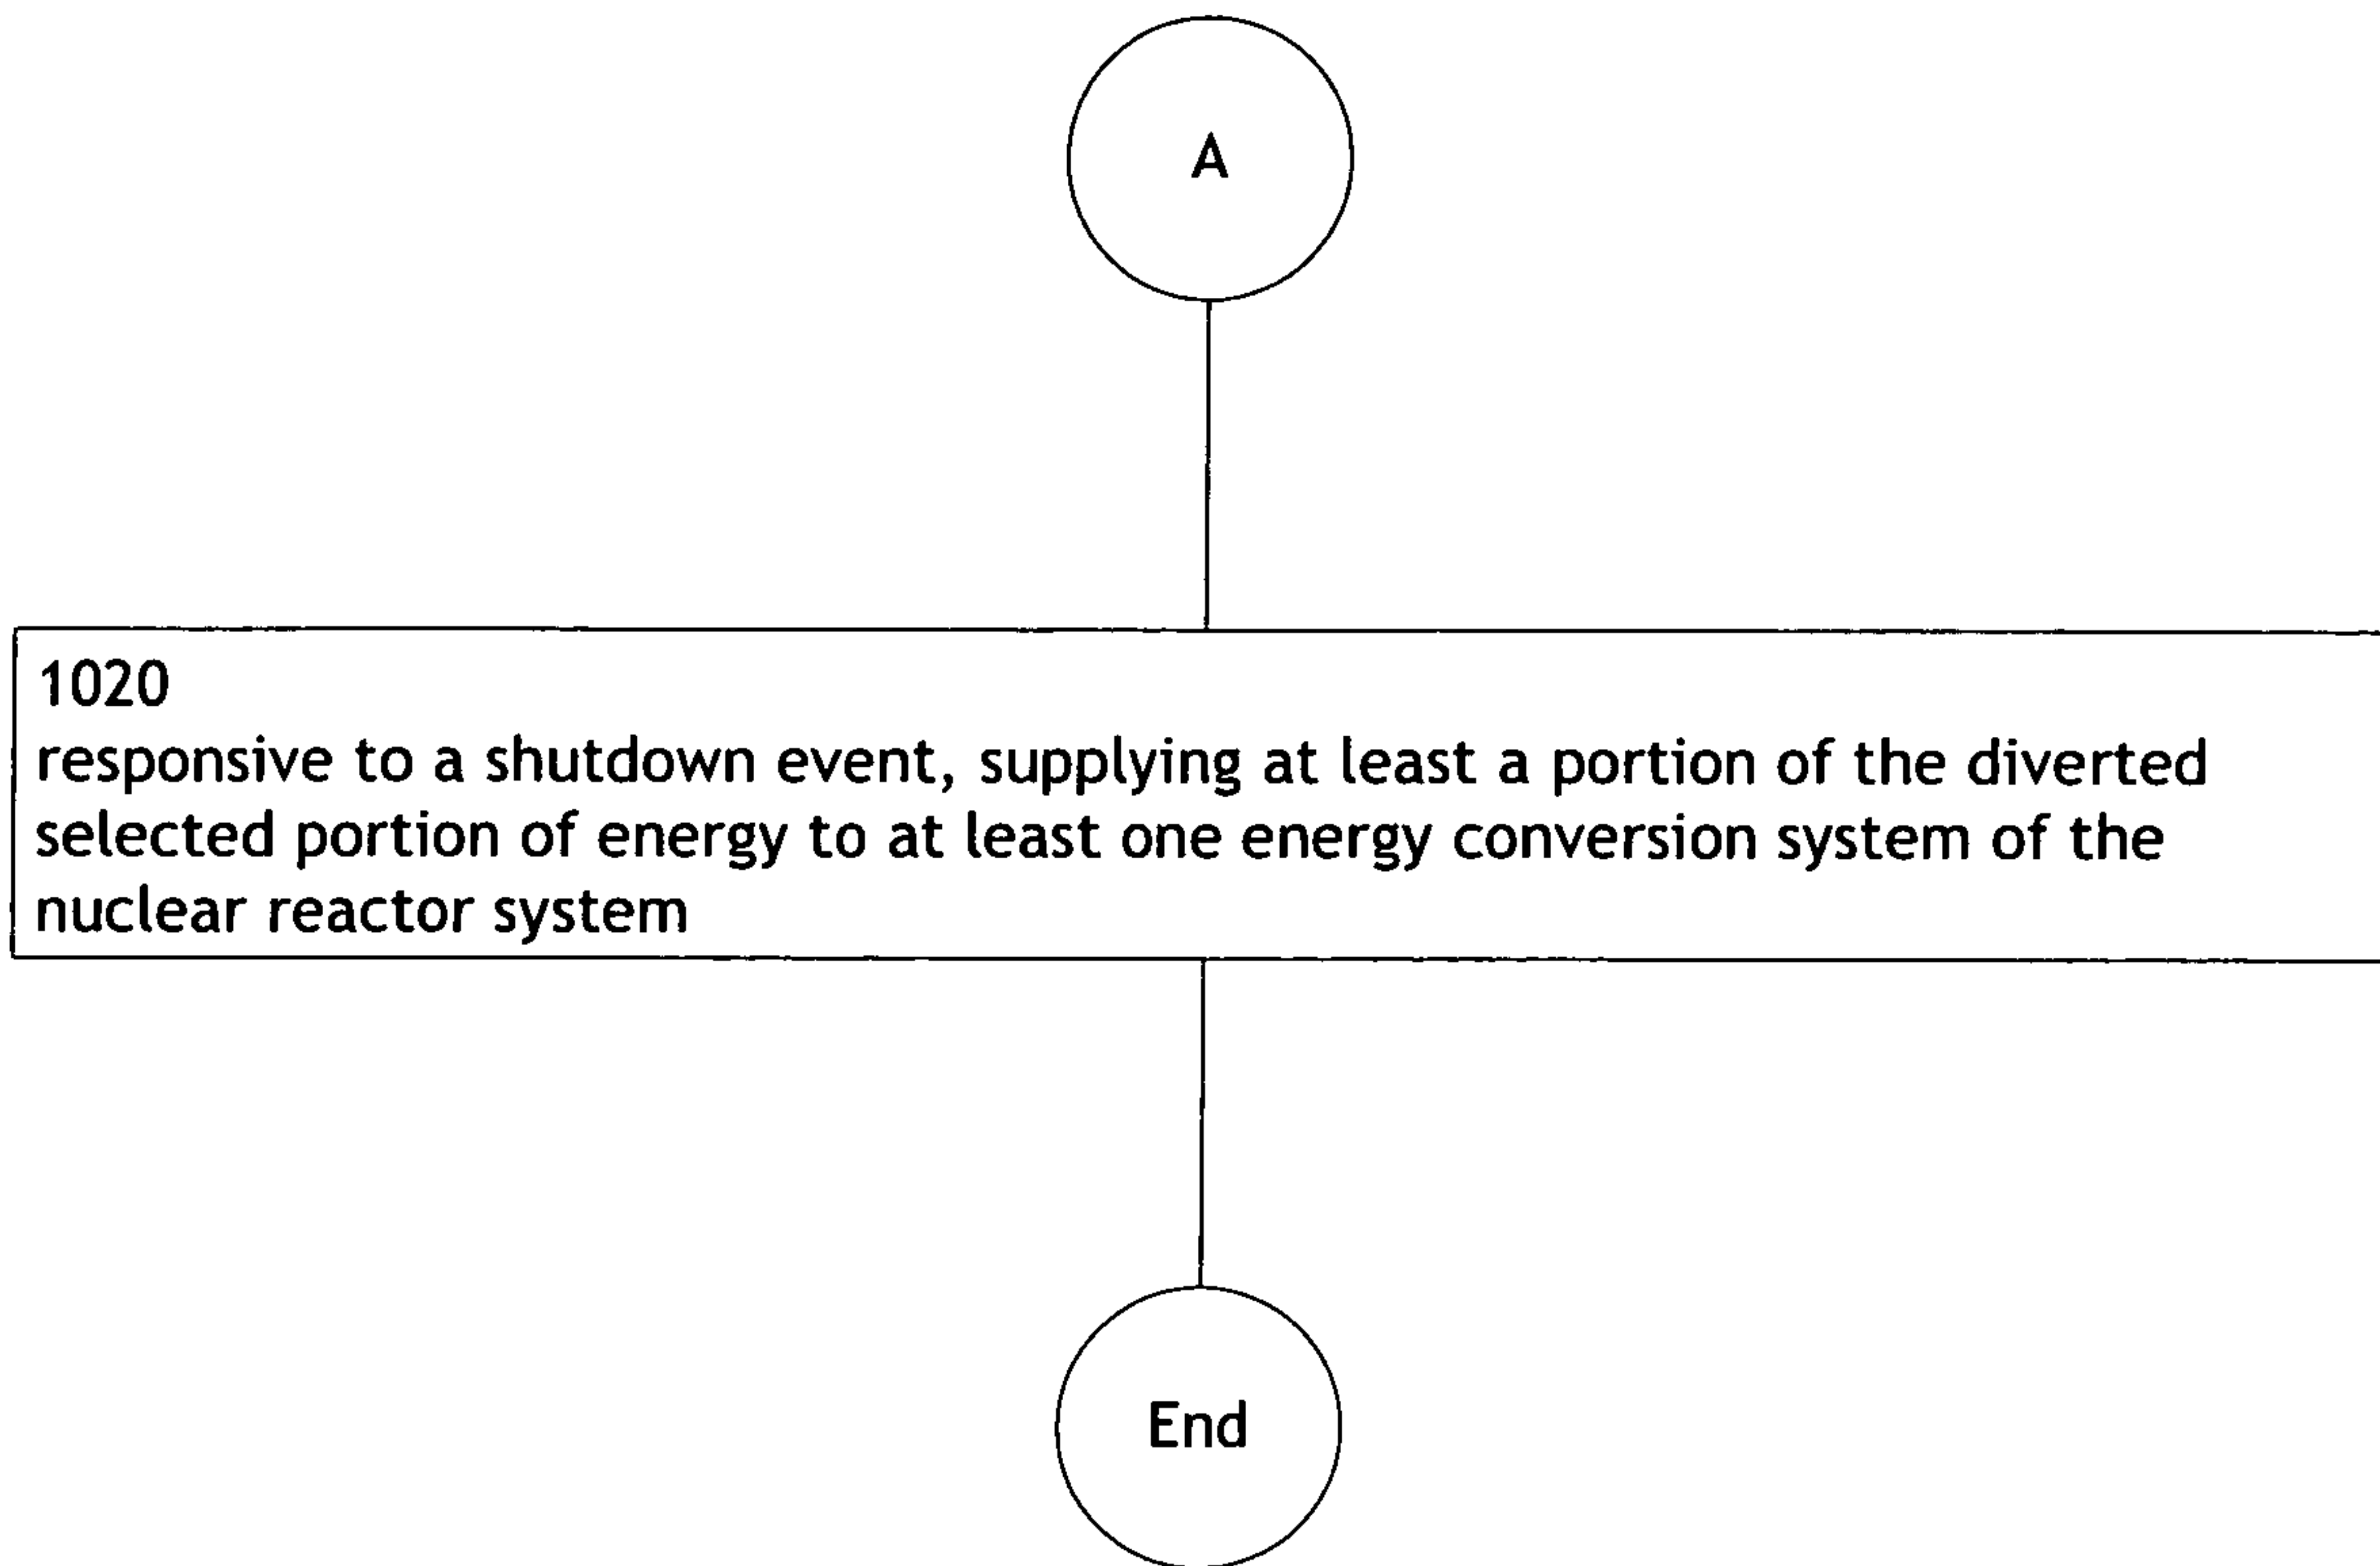 A
1020
responsive to a shutdown event, supplying at least a portion of the diverted
selected portion of energy to at least one energy conversion system of the
nuclear reactor system
End